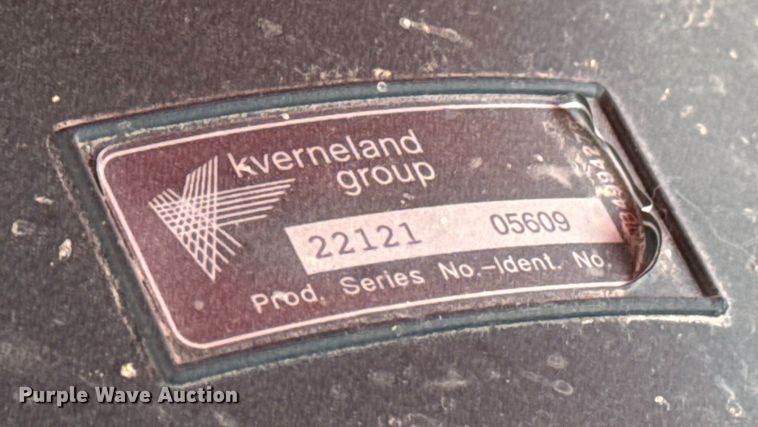 kverneland
group
22121 05609
Prod. Series No.-Ident. No.
Purple Wave Auction